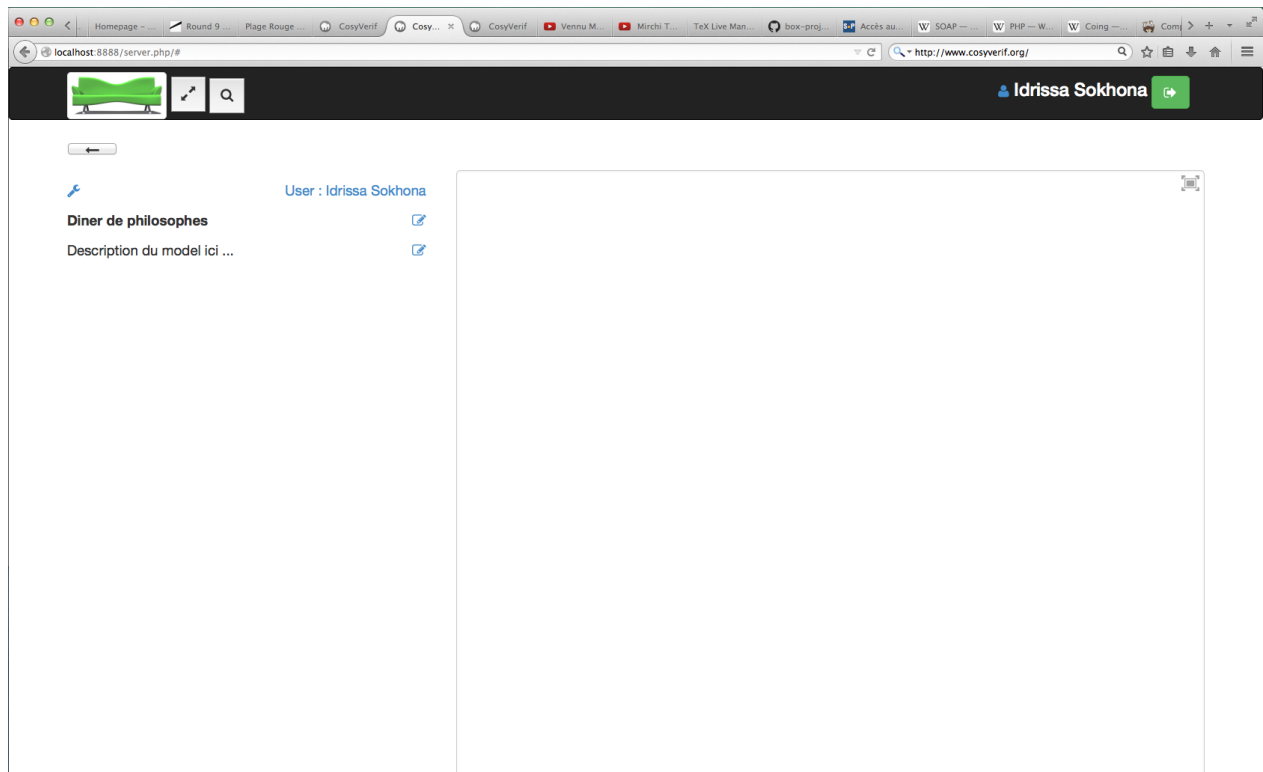 Homepage - ... Round 9 ... Plage Rouge ... CosyVerif Cosy... × CosyVerif Vennu M... Mirchi T... TeX Live Man... box-proj... Accès au... W SOAP — ... W PHP — W... W Coing —...
localhost:8888/server.php/# http://www.cosyverif.org/
Idrissa Sokhona
User : Idrissa Sokhona
Diner de philosophes
Description du model ici ...